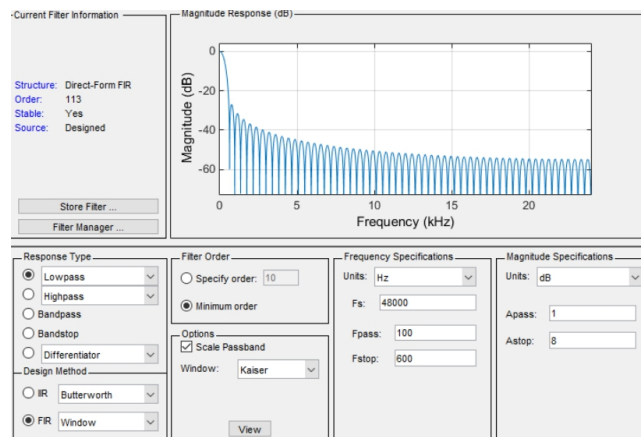 Current Filter Information
Structure: Direct-Form FIR
Order: 113
Stable: Yes
Source: Designed
Store Filter ...
Filter Manager ...
Magnitude Response (dB)
Magnitude (dB)
0
-20
-40
-60
0 5 10 15 20
Frequency (kHz)
Response Type
Lowpass
Highpass
Bandpass
Bandstop
Differentiator
Design Method
IIR Butterworth
FIR Window
Filter Order
Specify order: 10
Minimum order
Options
Scale Passband
Window: Kaiser
View
Frequency Specifications
Units: Hz
Fs: 48000
Fpass: 100
Fstop: 600
Magnitude Specifications
Units: dB
Apass: 1
Astop: 8